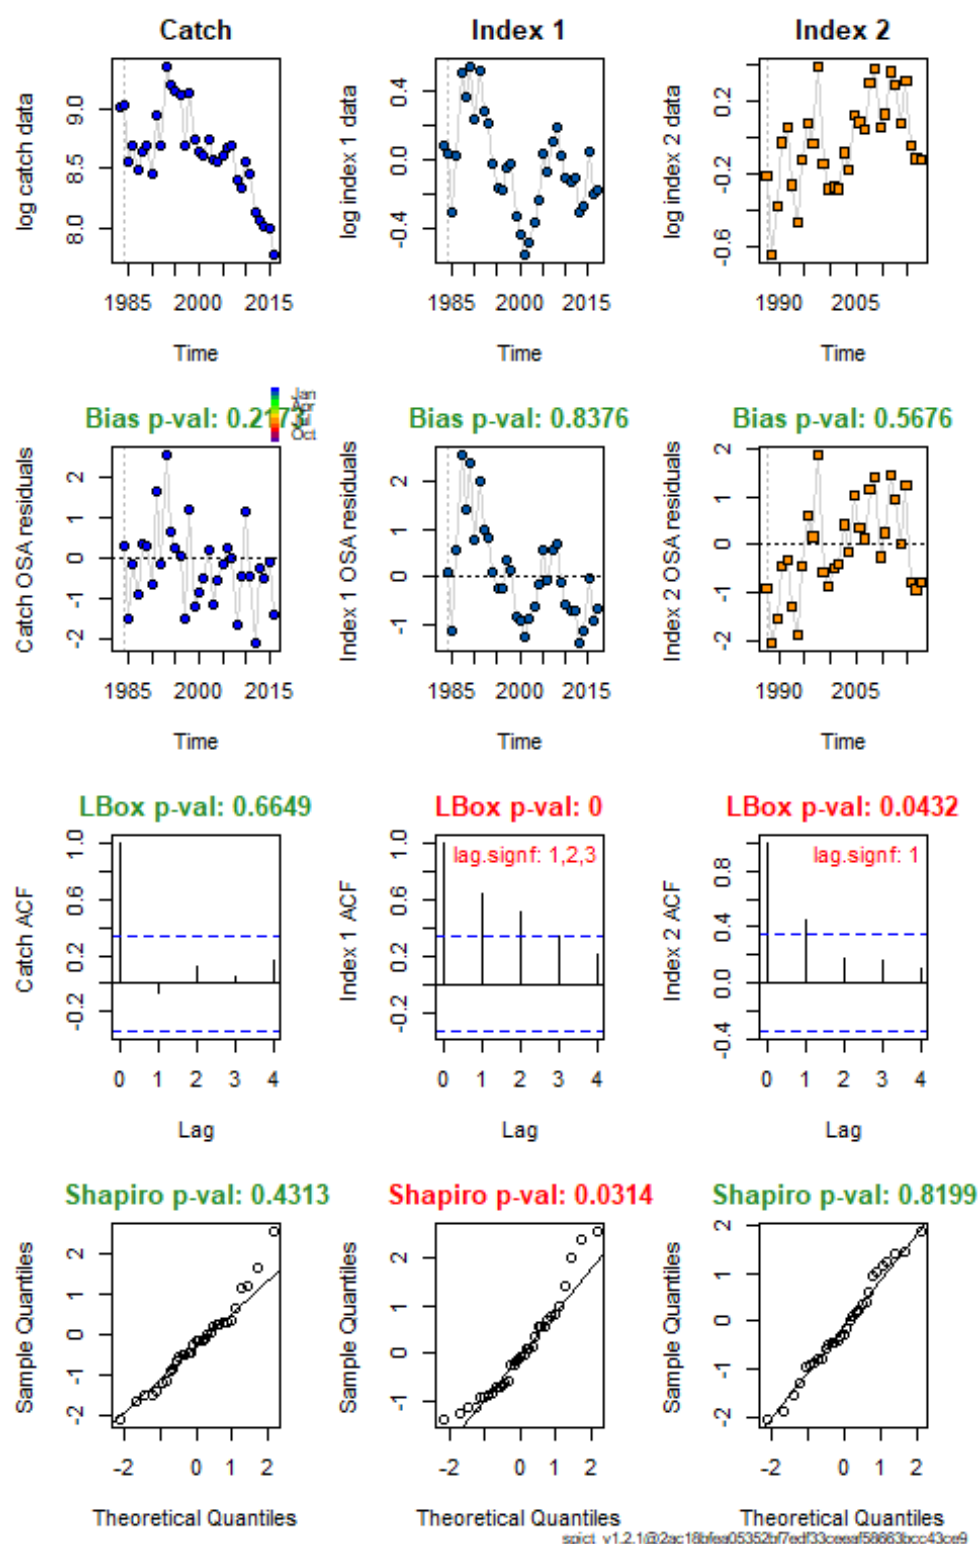 Catch Index 1 Index 2
log catch data
8.0 8.5 9.0
1985 2000 2015
Time
log index 1 data
-0.4 0.0 0.4
1985 2000 2015
Time
log index 2 data
-0.6 -0.2 0.2
1990 2005
Time
Jan
Apr
Jul
Oct
Bias p-val: 0.2173 Bias p-val: 0.8376 Bias p-val: 0.5676
Catch OSA residuals
-2 -1 0 1 2
1985 2000 2015
Time
Index 1 OSA residuals
-1 0 1 2
1985 2000 2015
Time
Index 2 OSA residuals
-2 -1 0 1 2
1990 2005
Time
LBox p-val: 0.6649 LBox p-val: 0 LBox p-val: 0.0432
Catch ACF
-0.2 0.2 0.6 1.0
0 1 2 3 4
Lag
lag.signf: 1,2,3
Index 1 ACF
-0.2 0.2 0.6 1.0
0 1 2 3 4
Lag
lag.signf: 1
Index 2 ACF
-0.4 0.0 0.4 0.8
0 1 2 3 4
Lag
Shapiro p-val: 0.4313 Shapiro p-val: 0.0314 Shapiro p-val: 0.8199
Sample Quantiles
-2 -1 0 1 2
-2 0 1 2
Theoretical Quantiles
Sample Quantiles
-1 0 1 2
-2 0 1 2
Theoretical Quantiles
Sample Quantiles
-2 -1 0 1 2
-2 0 1 2
Theoretical Quantiles